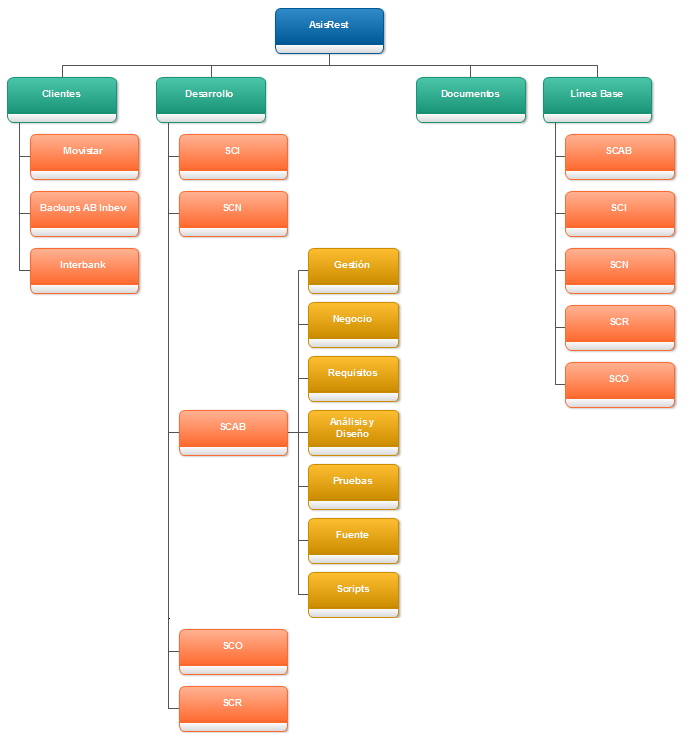 AsisRest
Clientes
Desarrollo
Documentos
Línea Base
Movistar
Backups AB Inbev
Interbank
SCI
SCN
SCAB
Gestión
Negocio
Requisitos
Análisis y
Diseño
Pruebas
Fuente
Scripts
SCO
SCR
SCAB
SCI
SCN
SCR
SCO